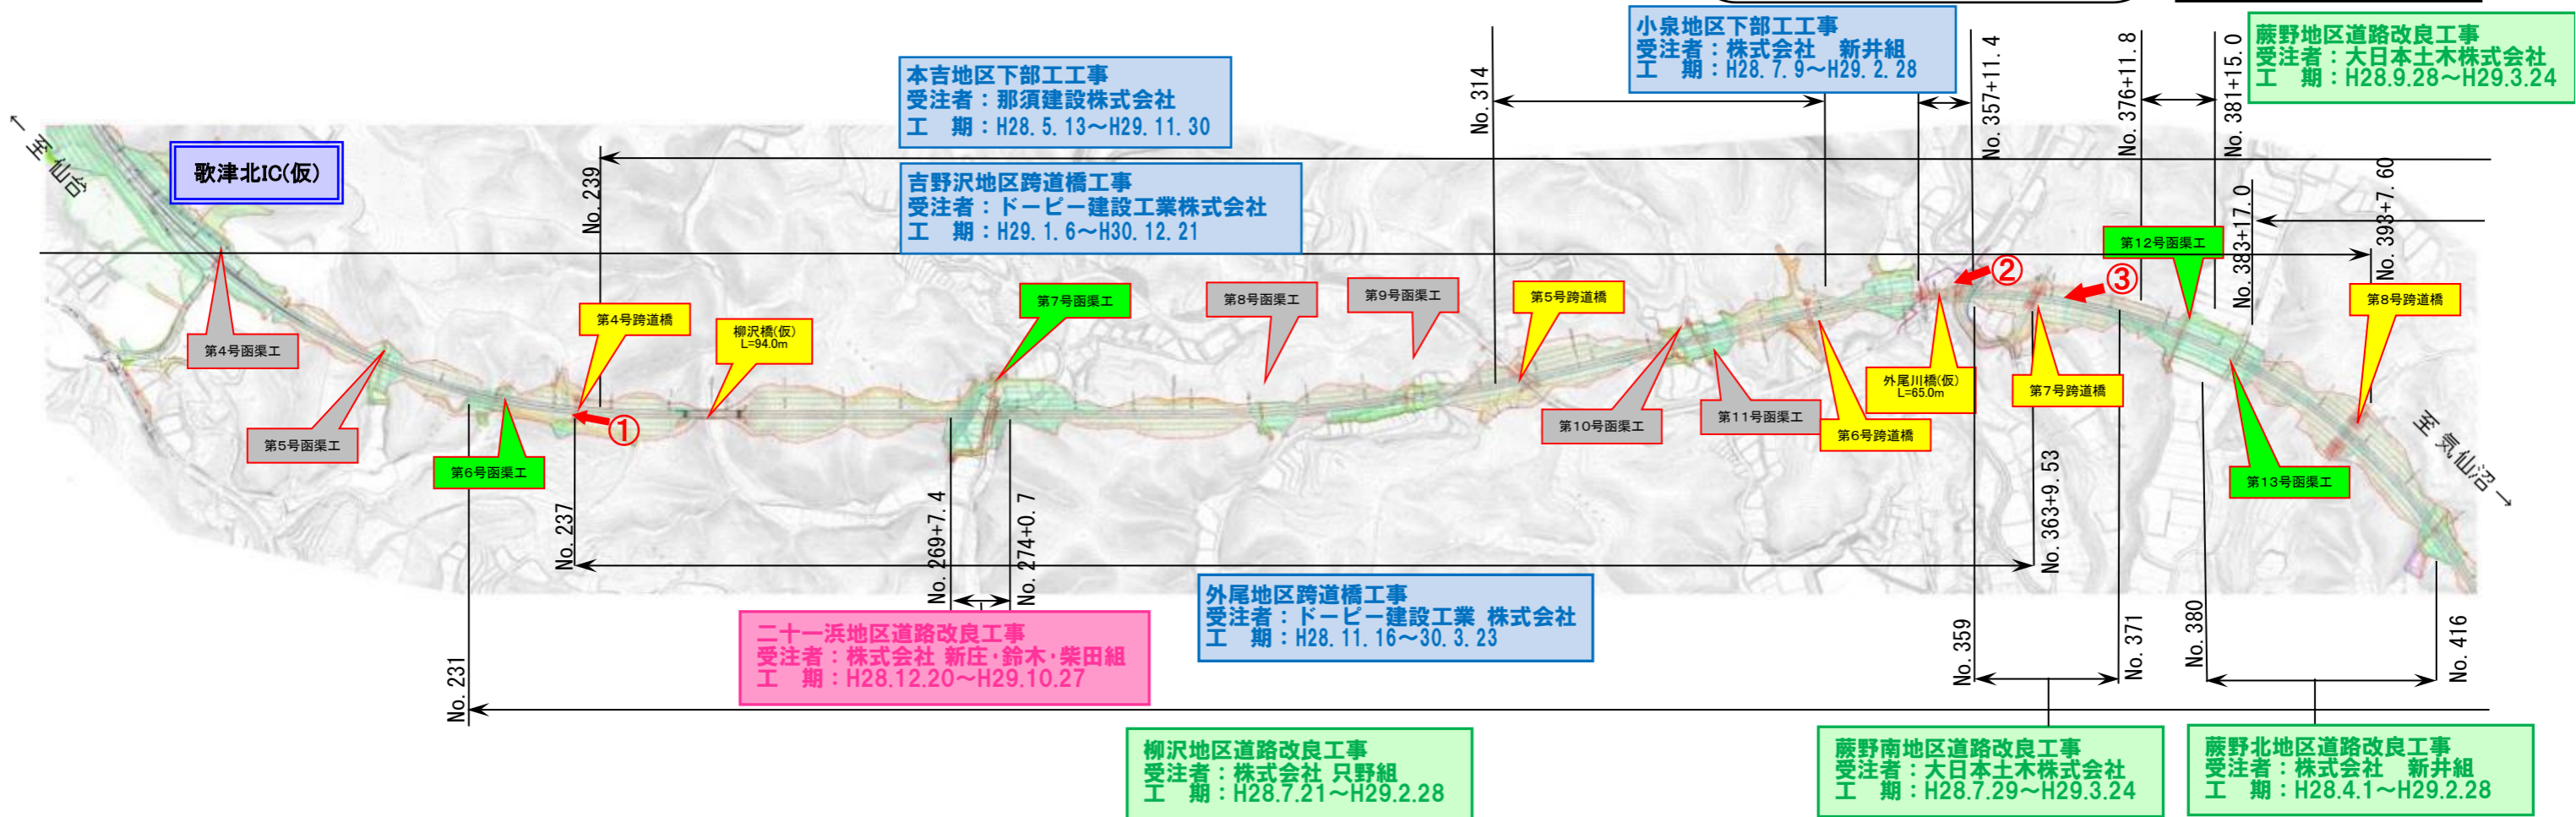 小泉地区下部工工事
受注者：株式会社　新井組
工　期：H28.7.9～H29.2.28
蕨野地区道路改良工事
受注者：大日本土木株式会社
工　期：H28.9.28～H29.3.24
本吉地区下部工工事
受注者：那須建設株式会社
工　期：H28.5.13～H29.11.30
吉野沢地区跨道橋工事
受注者：ドーピー建設工業株式会社
工　期：H29.1.6～H30.12.21
←至 仙台
歌津北IC(仮)
No.239
No.314
No.357+11.4
No.376+11.8
No.381+15.0
No.383+17.0
No.393+7.60
第4号函渠工
第5号函渠工
第6号函渠工
第4号跨道橋
①
柳沢橋(仮)
L=94.0m
第7号函渠工
第8号函渠工
第9号函渠工
第5号跨道橋
第10号函渠工
第11号函渠工
第6号跨道橋
②
外尾川橋(仮)
L=65.0m
③
第7号跨道橋
第12号函渠工
第13号函渠工
第8号跨道橋
至 気仙沼→
No.231
No.237
No.269+7.4
No.274+0.7
No.363+9.53
No.359
No.371
No.380
No.416
二十一浜地区道路改良工事
受注者：株式会社 新庄・鈴木・柴田組
工　期：H28.12.20～H29.10.27
外尾地区跨道橋工事
受注者：ドーピー建設工業 株式会社
工　期：H28.11.16～30.3.23
柳沢地区道路改良工事
受注者：株式会社 只野組
工　期：H28.7.21～H29.2.28
蕨野南地区道路改良工事
受注者：大日本土木株式会社
工　期：H28.7.29～H29.3.24
蕨野北地区道路改良工事
受注者：株式会社　新井組
工　期：H28.4.1～H29.2.28